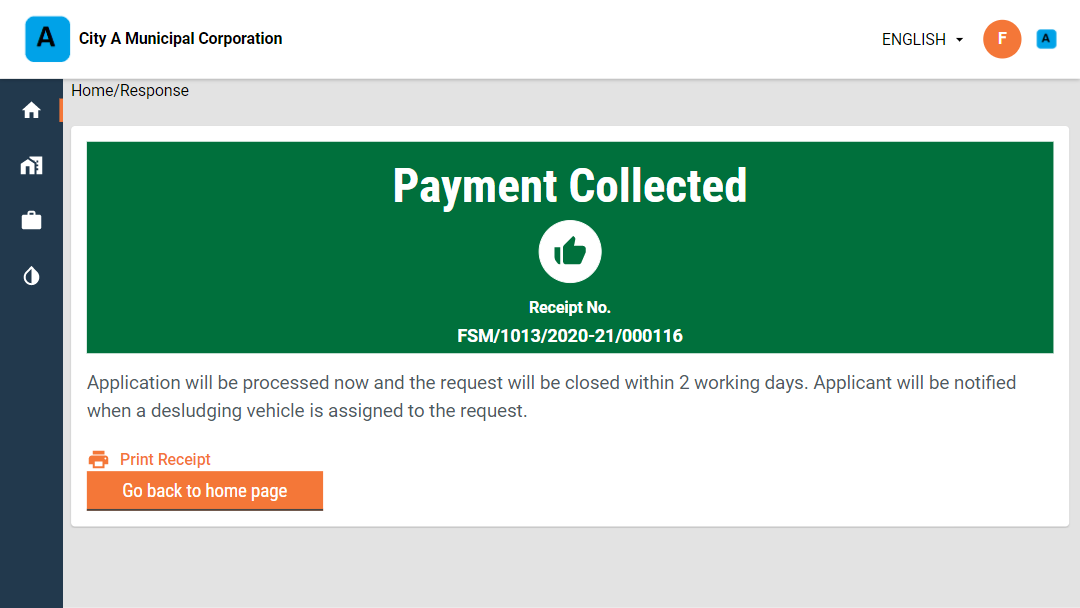 A
City A Municipal Corporation
ENGLISH
F
A
Home/Response
Payment Collected
Receipt No.
FSM/1013/2020-21/000116
Application will be processed now and the request will be closed within 2 working days. Applicant will be notified
when a desludging vehicle is assigned to the request.
Print Receipt
Go back to home page